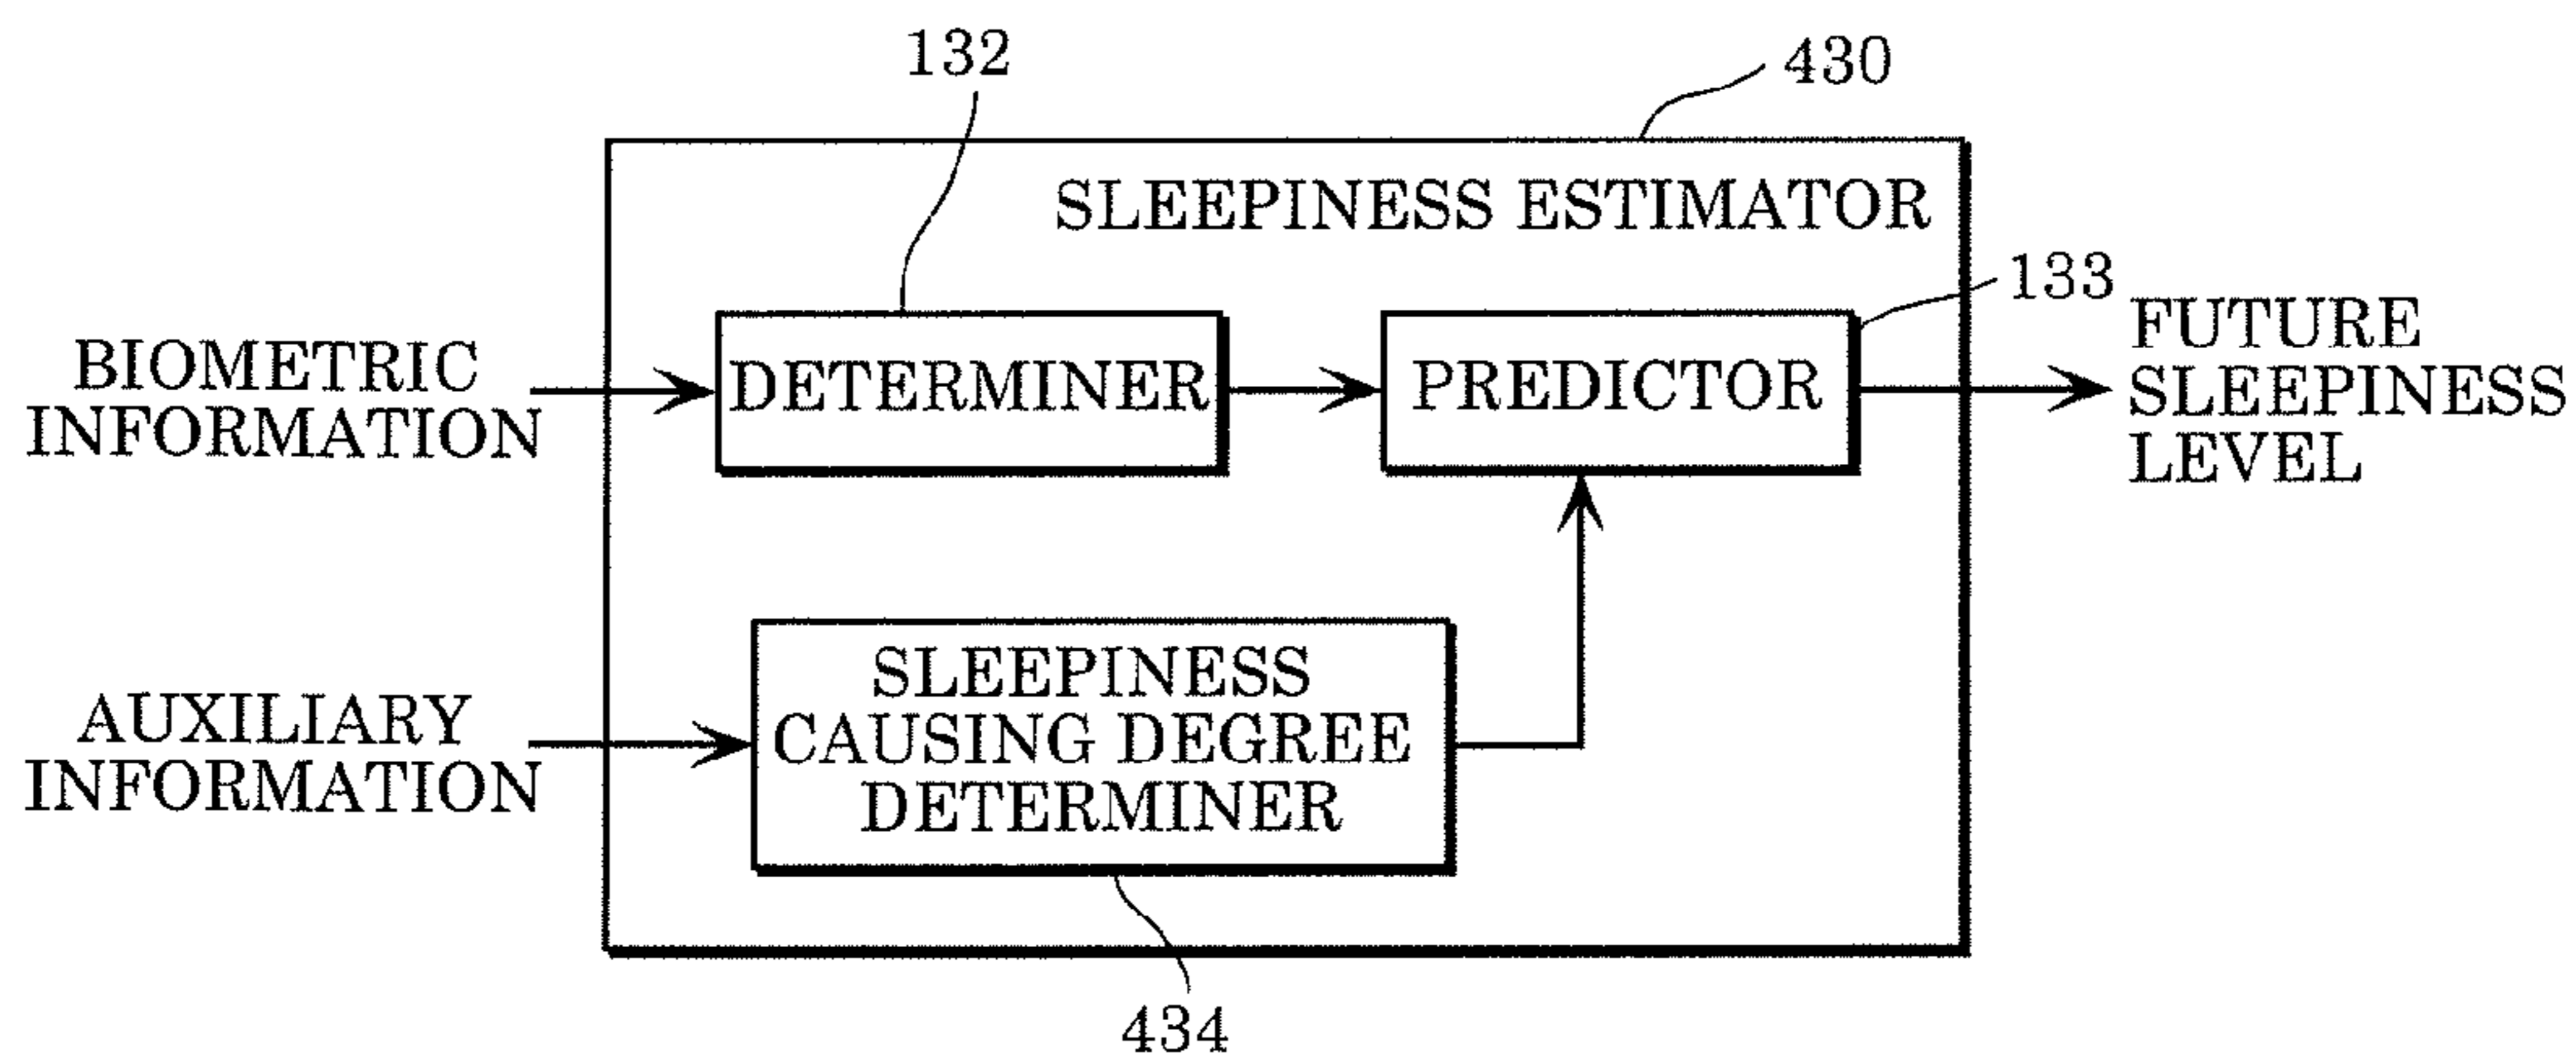 132
430
SLEEPINESS ESTIMATOR
133
BIOMETRIC
INFORMATION
DETERMINER
PREDICTOR
FUTURE
SLEEPINESS
LEVEL
AUXILIARY
INFORMATION
SLEEPINESS
CAUSING DEGREE
DETERMINER
434